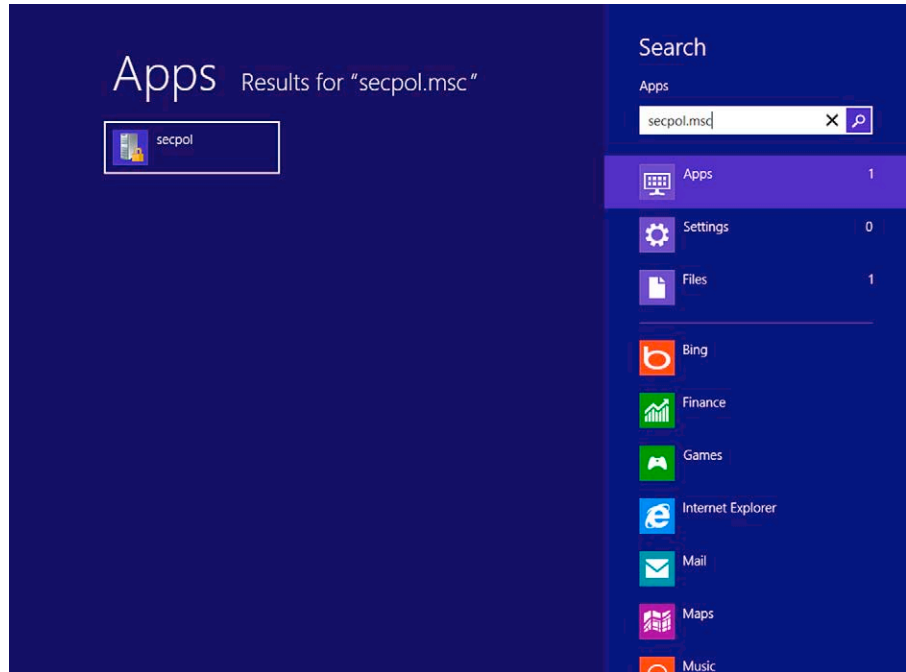 Apps Results for "secpol.msc"
secpol
Search
Apps
secpol.msc
Apps 1
Settings 0
Files 1
Bing
Finance
Games
Internet Explorer
Mail
Maps
Music